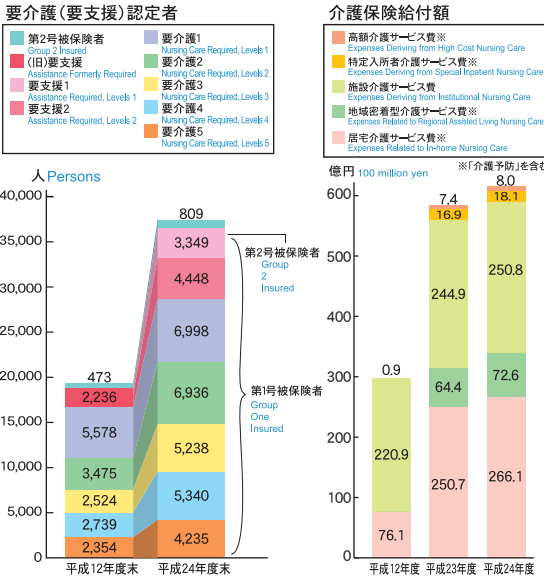 要介護(要支援)認定者
第2号被保険者
Group 2 Insured
(旧)要支援
Assistance Formerly Required
要支援1
Assistance Required, Levels 1
要支援2
Assistance Required, Levels 2
要介護1
Nursing Care Required, Levels 1
要介護2
Nursing Care Required, Levels 2
要介護3
Nursing Care Required, Levels 3
要介護4
Nursing Care Required, Levels 4
要介護5
Nursing Care Required, Levels 5
人 Persons
40,000
35,000
30,000
25,000
20,000
15,000
10,000
5,000
0
473
2,236
5,578
3,475
2,524
2,739
2,354
平成12年度末
809
3,349
4,448
6,998
6,936
5,238
5,340
4,235
平成24年度末
第2号被保険者
Group
2
Insured
第1号被保険者
Group
One
Insured
介護保険給付額
高額介護サービス費※
Expenses Deriving from High Cost Nursing Care
特定入所者介護サービス費※
Expenses Deriving from Special Inpatient Nursing Care
施設介護サービス費
Expenses Deriving from Institutional Nursing Care
地域密着型介護サービス費※
Expenses Related to Regional Assisted Living Nursing Care
居宅介護サービス費※
Expenses Related to In-home Nursing Care
※「介護予防」を含む
億円 100 million yen
600
500
400
300
200
100
0
0.9
220.9
76.1
平成12年度
7.4
16.9
244.9
64.4
250.7
平成23年度
8.0
18.1
250.8
72.6
266.1
平成24年度